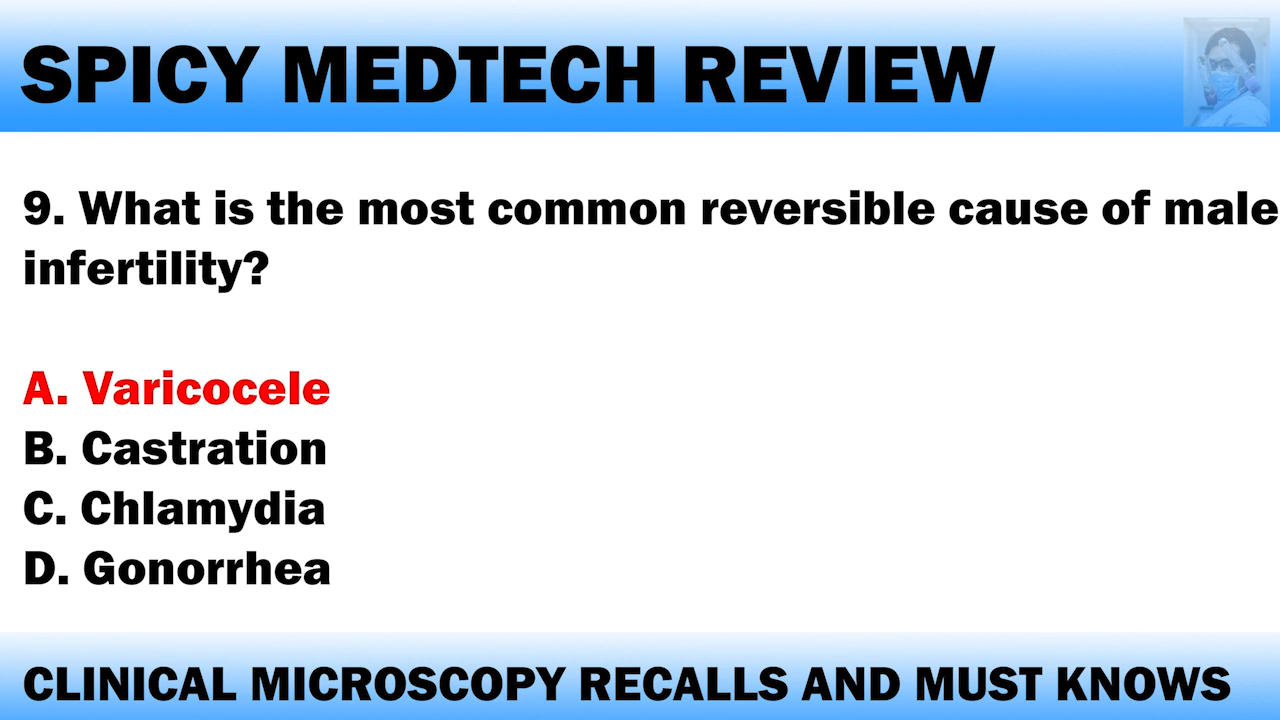 SPICY MEDTECH REVIEW
9. What is the most common reversible cause of male
infertility?
A. Varicocele
B. Castration
C. Chlamydia
D. Gonorrhea
CLINICAL MICROSCOPY RECALLS AND MUST KNOWS